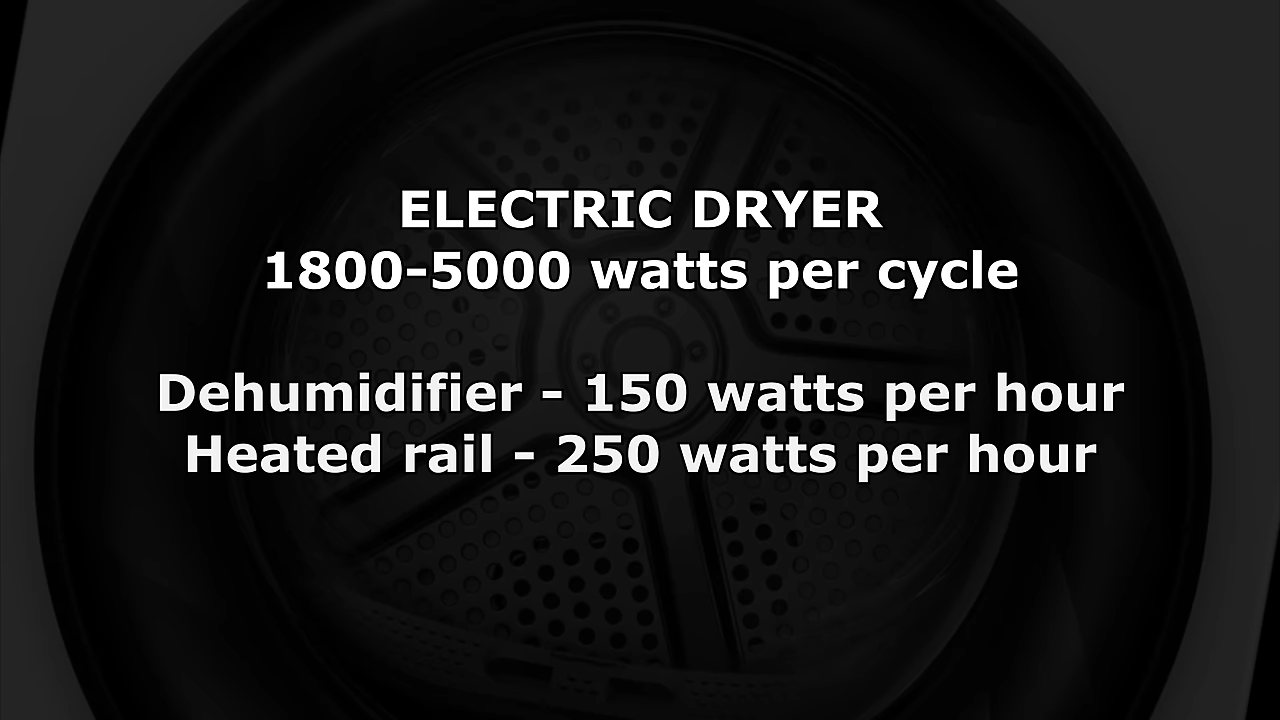 ELECTRIC DRYER
1800-5000 watts per cycle
Dehumidifier - 150 watts per hour
Heated rail - 250 watts per hour